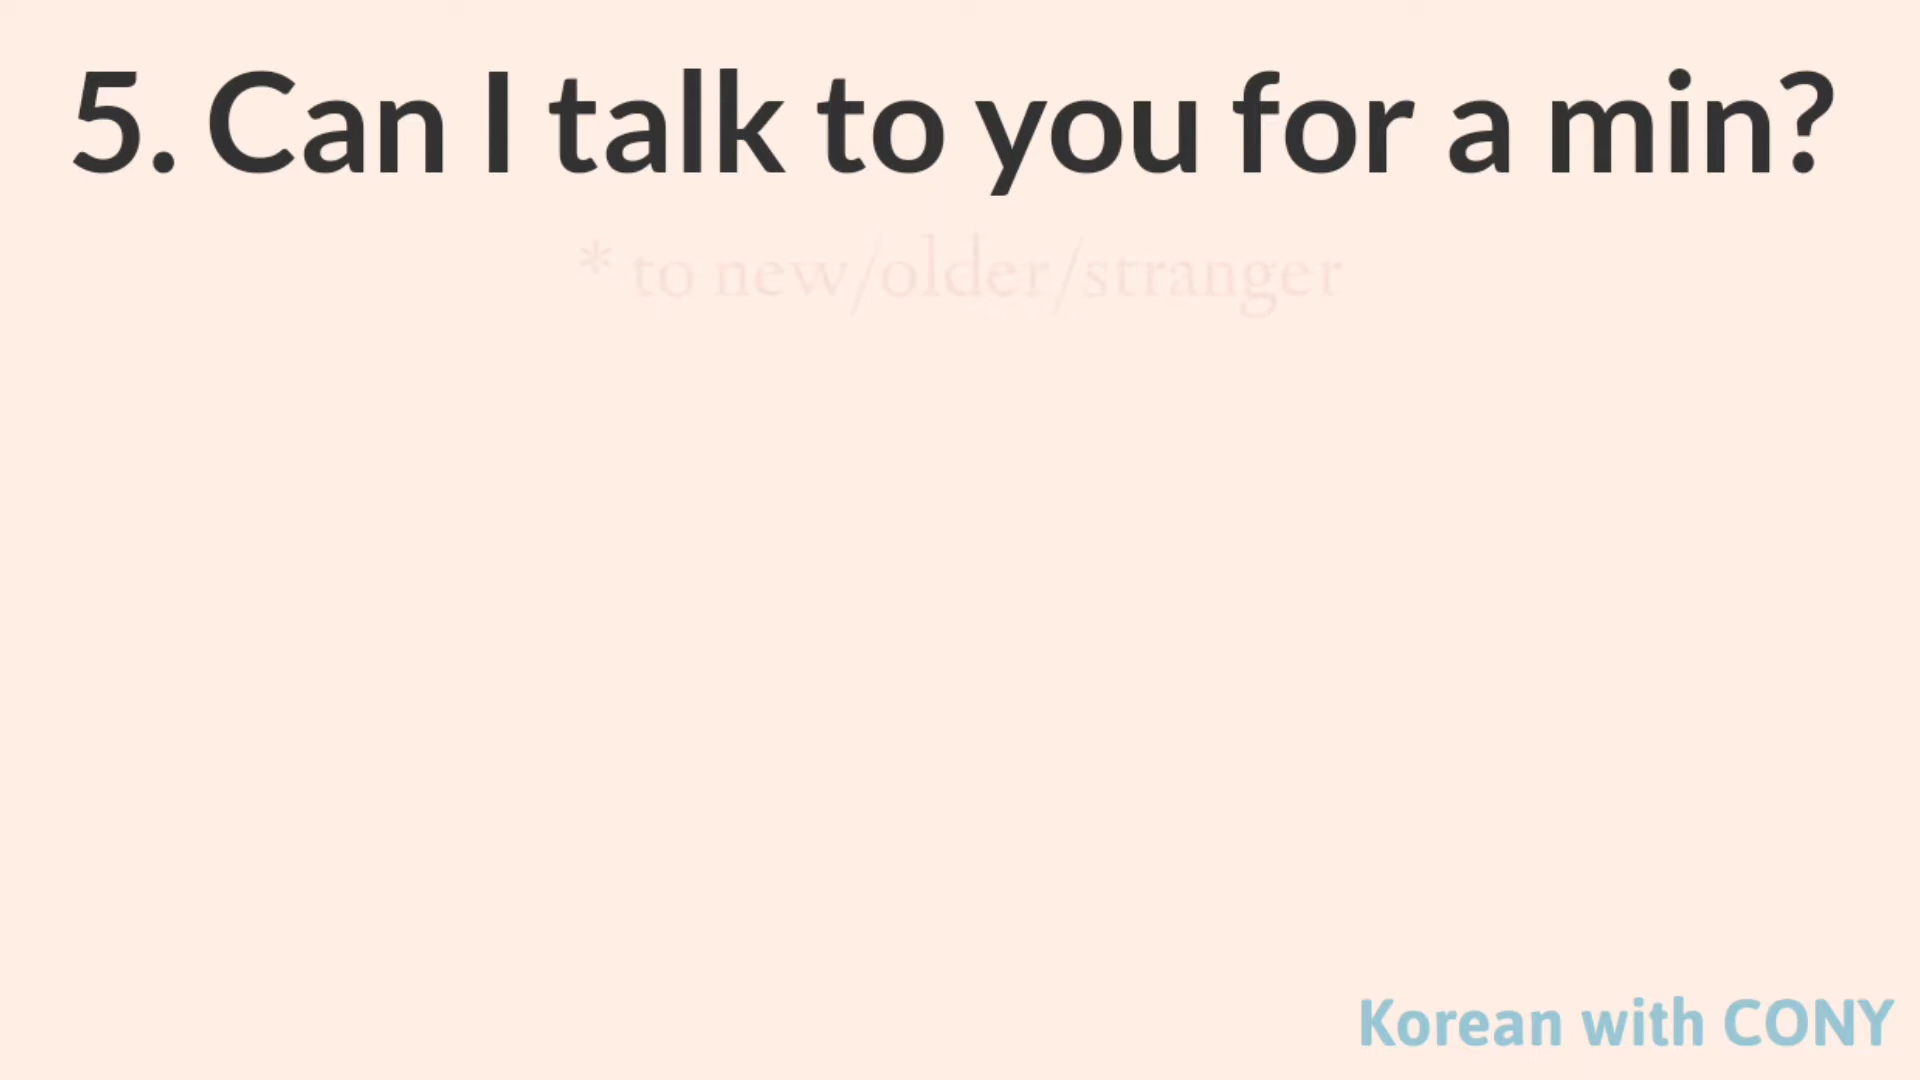 5. Can I talk to you for a min?
* to new/older/stranger
Korean with CONY